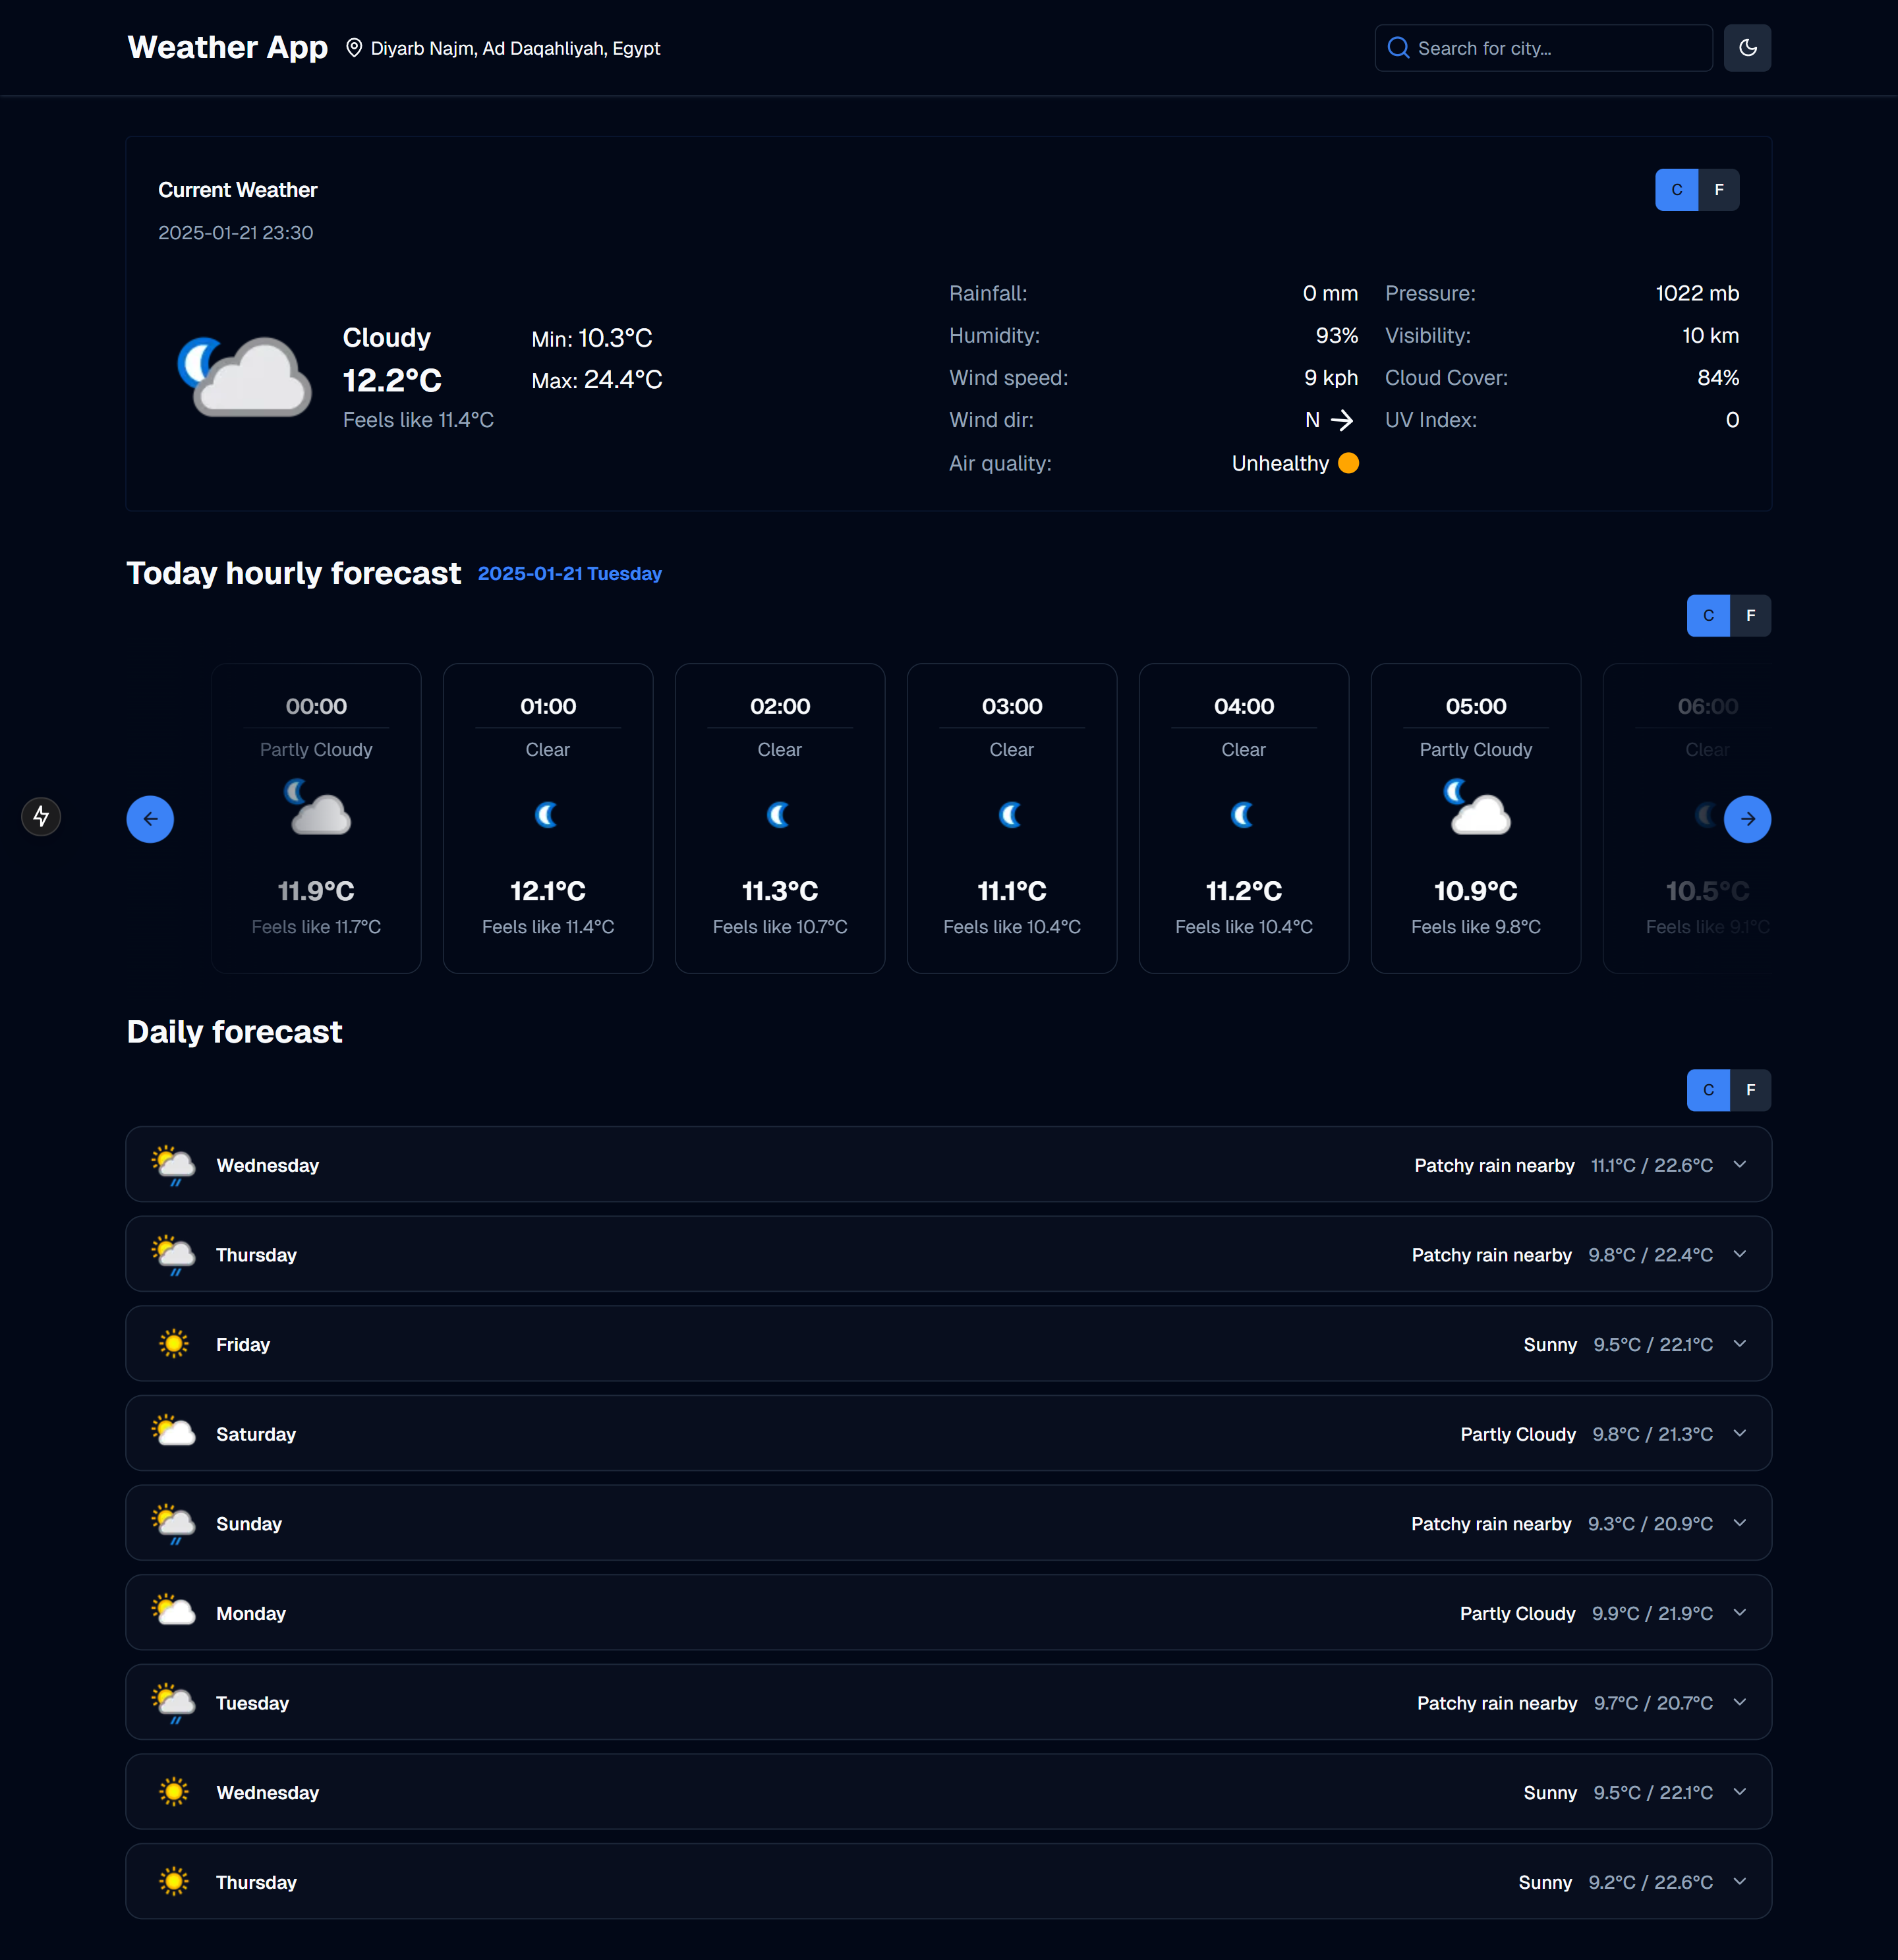 Weather App Diyarb Najm, Ad Daqahliyah, Egypt Search for city...
Current Weather C F
2025-01-21 23:30
Cloudy
12.2°C
Feels like 11.4°C
Min: 10.3°C
Max: 24.4°C
Rainfall: 0 mm Pressure: 1022 mb
Humidity: 93% Visibility: 10 km
Wind speed: 9 kph Cloud Cover: 84%
Wind dir: N UV Index: 0
Air quality: Unhealthy
Today hourly forecast 2025-01-21 Tuesday
C F
00:00 01:00 02:00 03:00 04:00 05:00 06:00
Partly Cloudy Clear Clear Clear Clear Partly Cloudy Clear
11.9°C 12.1°C 11.3°C 11.1°C 11.2°C 10.9°C 10.5°C
Feels like 11.7°C Feels like 11.4°C Feels like 10.7°C Feels like 10.4°C Feels like 10.4°C Feels like 9.8°C Feels like 9.1°C
Daily forecast
C F
Wednesday Patchy rain nearby 11.1°C / 22.6°C
Thursday Patchy rain nearby 9.8°C / 22.4°C
Friday Sunny 9.5°C / 22.1°C
Saturday Partly Cloudy 9.8°C / 21.3°C
Sunday Patchy rain nearby 9.3°C / 20.9°C
Monday Partly Cloudy 9.9°C / 21.9°C
Tuesday Patchy rain nearby 9.7°C / 20.7°C
Wednesday Sunny 9.5°C / 22.1°C
Thursday Sunny 9.2°C / 22.6°C